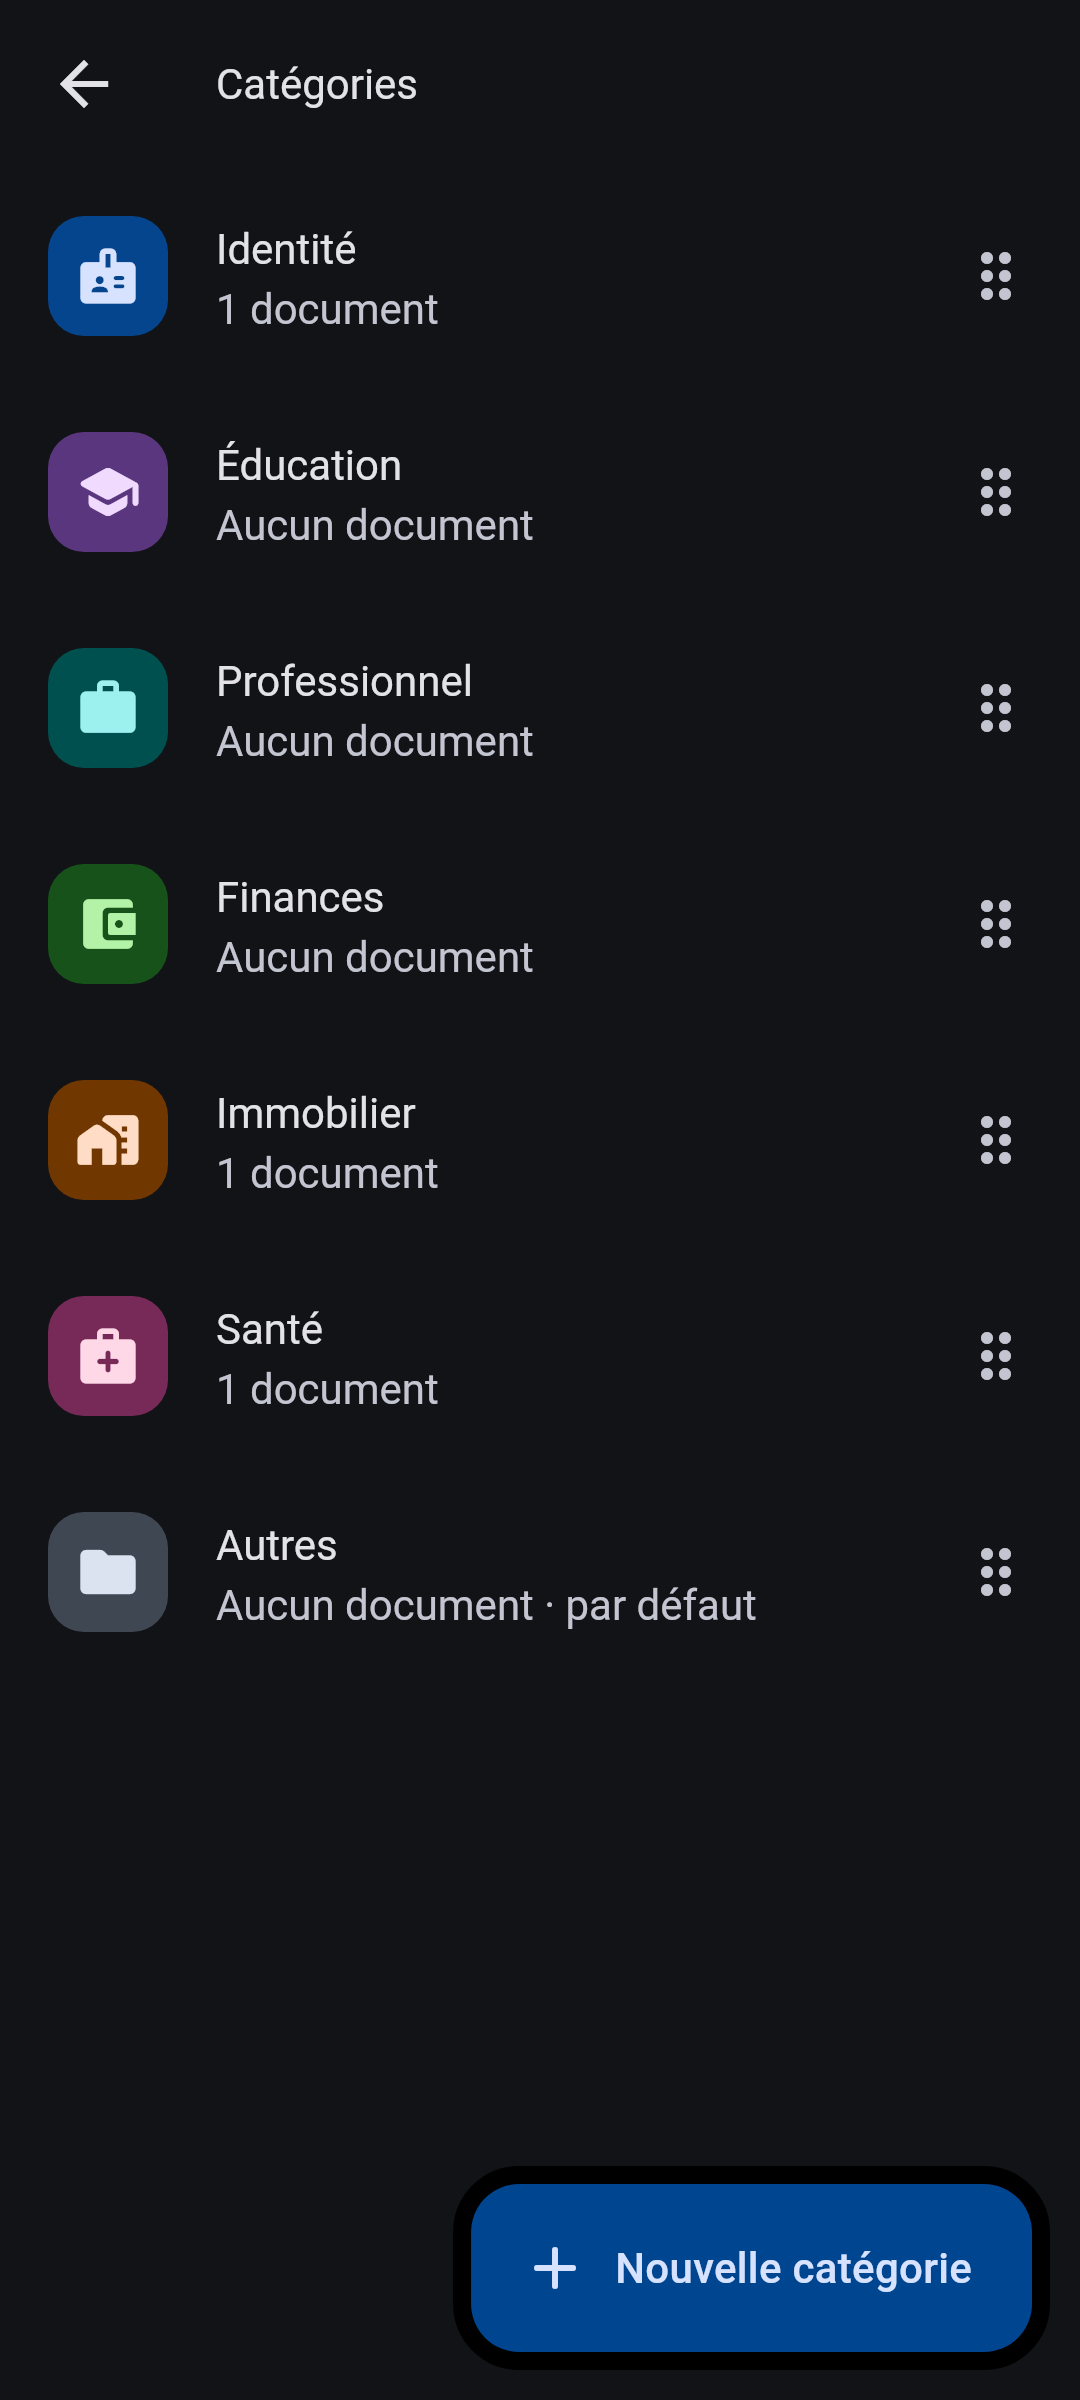 Catégories
Identité
1 document
Éducation
Aucun document
Professionnel
Aucun document
Finances
Aucun document
Immobilier
1 document
Santé
1 document
Autres
Aucun document · par défaut
Nouvelle catégorie